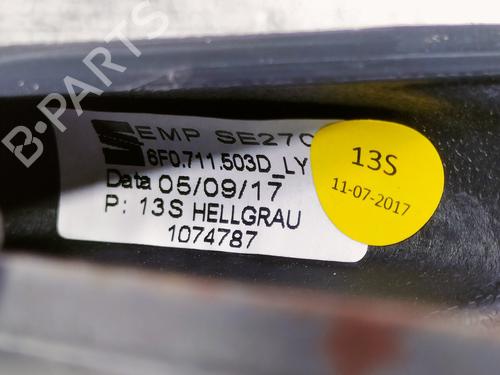 EMP SE270
6F0.711.503D_LY
Data 05/09/17
P: 13S HELLGRAU
1074787
13S
11-07-2017
B-PARTS